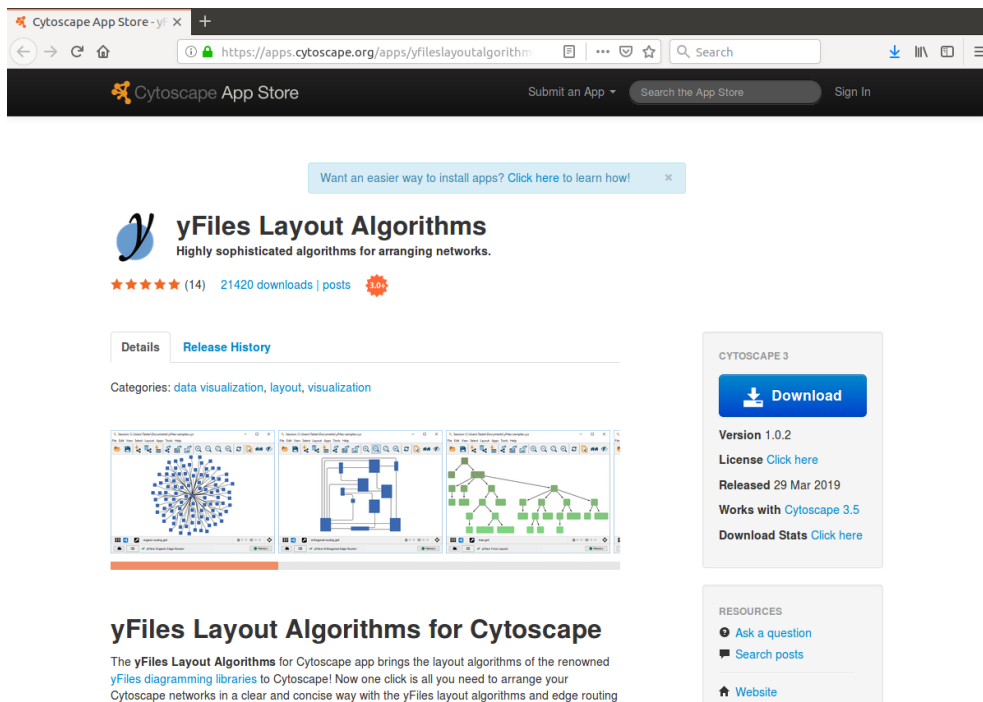 Cytoscape App Store - yF
https://apps.cytoscape.org/apps/yfileslayoutalgorithm
Search
Cytoscape App Store
Submit an App
Search the App Store
Sign In
Want an easier way to install apps? Click here to learn how! ×
yFiles Layout Algorithms
Highly sophisticated algorithms for arranging networks.
(14) 21420 downloads | posts 3.0+
Details
Release History
Categories: data visualization, layout, visualization
CYTOSCAPE 3
Download
Version 1.0.2
License Click here
Released 29 Mar 2019
Works with Cytoscape 3.5
Download Stats Click here
yFiles Layout Algorithms for Cytoscape
The yFiles Layout Algorithms for Cytoscape app brings the layout algorithms of the renowned
yFiles diagramming libraries to Cytoscape! Now one click is all you need to arrange your
Cytoscape networks in a clear and concise way with the yFiles layout algorithms and edge routing
RESOURCES
Ask a question
Search posts
Website